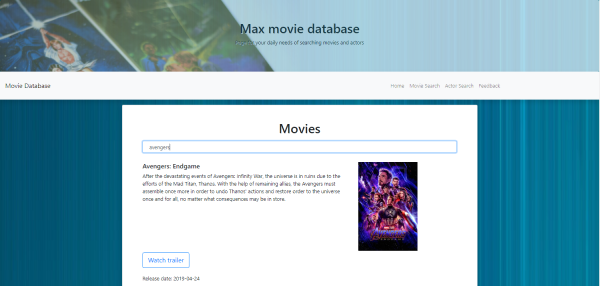 Max movie database
your daily needs of searching movies and actors
Movie Database
Home Movie Search Actor Search Feedback
Movies
avengers
Avengers: Endgame
After the devastating events of Avengers: Infinity War, the universe is in ruins due to the
efforts of the Mad Titan, Thanos. With the help of remaining allies, the Avengers must
assemble once more in order to undo Thanos' actions and restore order to the universe
once and for all, no matter what consequences may be in store.
Watch trailer
Release date: 2019-04-24